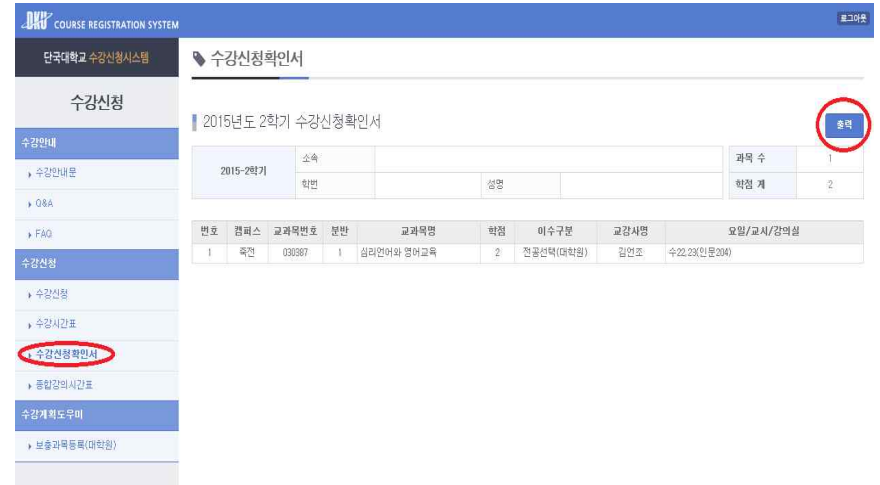 DKU COURSE REGISTRATION SYSTEM
로그아웃
단국대학교 수강신청시스템
수강신청
수강안내
수강안내문
Q&A
FAQ
수강신청
수강신청
수강시간표
수강신청확인서
종합강의시간표
수강계획도우미
보충과목등록(대학원)
수강신청확인서
2015년도 2학기 수강신청확인서
출력
2015-2학기 소속 과목 수 1
학번 성명 학점 계 2
번호 캠퍼스 교과목번호 분반 교과목명 학점 이수구분 교강사명 요일/교시/강의실
1 죽전 030387 1 심리언어와 영어교육 2 전공선택(대학원) 김언조 수22,23(인문204)